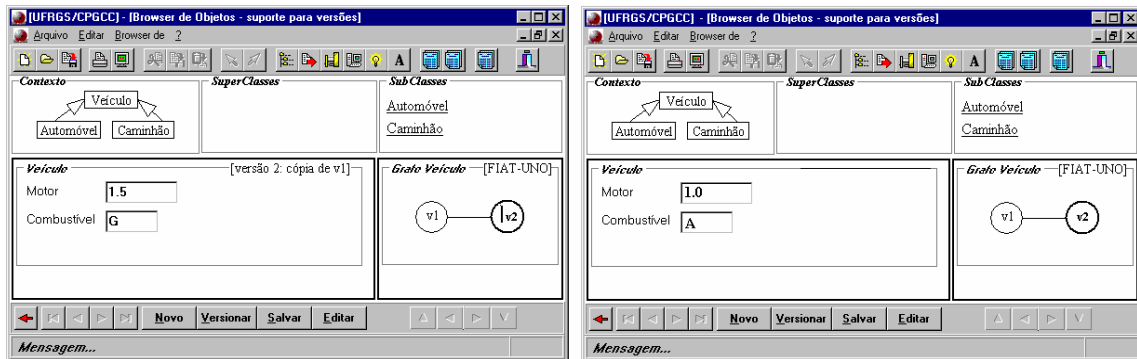 [UFRGS/CPGCC] - [Browser de Objetos - suporte para versões]
Arquivo Editar Browser de ?
A
Contexto
SuperClasses
SubClasses
Veículo
Automóvel Caminhão
Automóvel
Caminhão
Veículo [versão 2: cópia de v1]
Motor 1.5
Combustível G
Grafo Veículo [FIAT-UNO]
v1 v2
Novo Versionar Salvar Editar
Mensagem...
[UFRGS/CPGCC] - [Browser de Objetos - suporte para versões]
Arquivo Editar Browser de ?
A
Contexto
SuperClasses
SubClasses
Veículo
Automóvel Caminhão
Automóvel
Caminhão
Veículo
Motor 1.0
Combustível A
Grafo Veículo [FIAT-UNO]
v1 v2
Novo Versionar Salvar Editar
Mensagem...